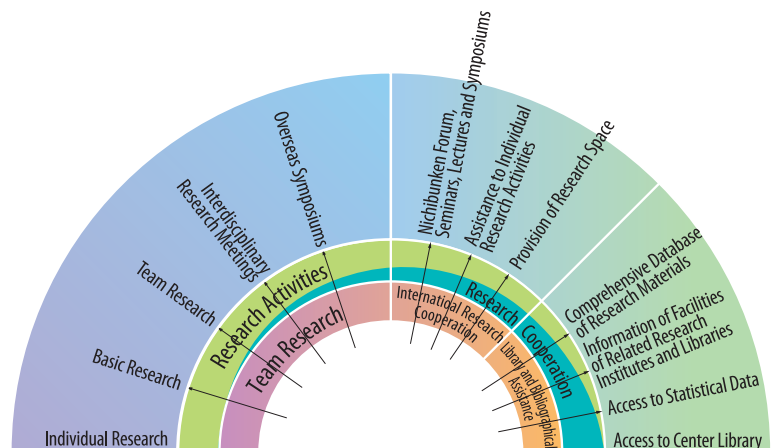 Individual Research
Basic Research
Team Research
Interdisciplinary
Research Meetings
Overseas Symposiums
Nichibunken Forum,
Seminars, Lectures and Symposiums
Assistance to Individual
Research Activities
Provision of Research Space
Comprehensive Database
of Research Materials
Information of Facilities
of Related Research
Institutes and Libraries
Access to Statistical Data
Access to Center Library
Research Activities
Research
Cooperation
Team Research
Internatioal Research
Cooperation
Library and Bibliographical
Assistance